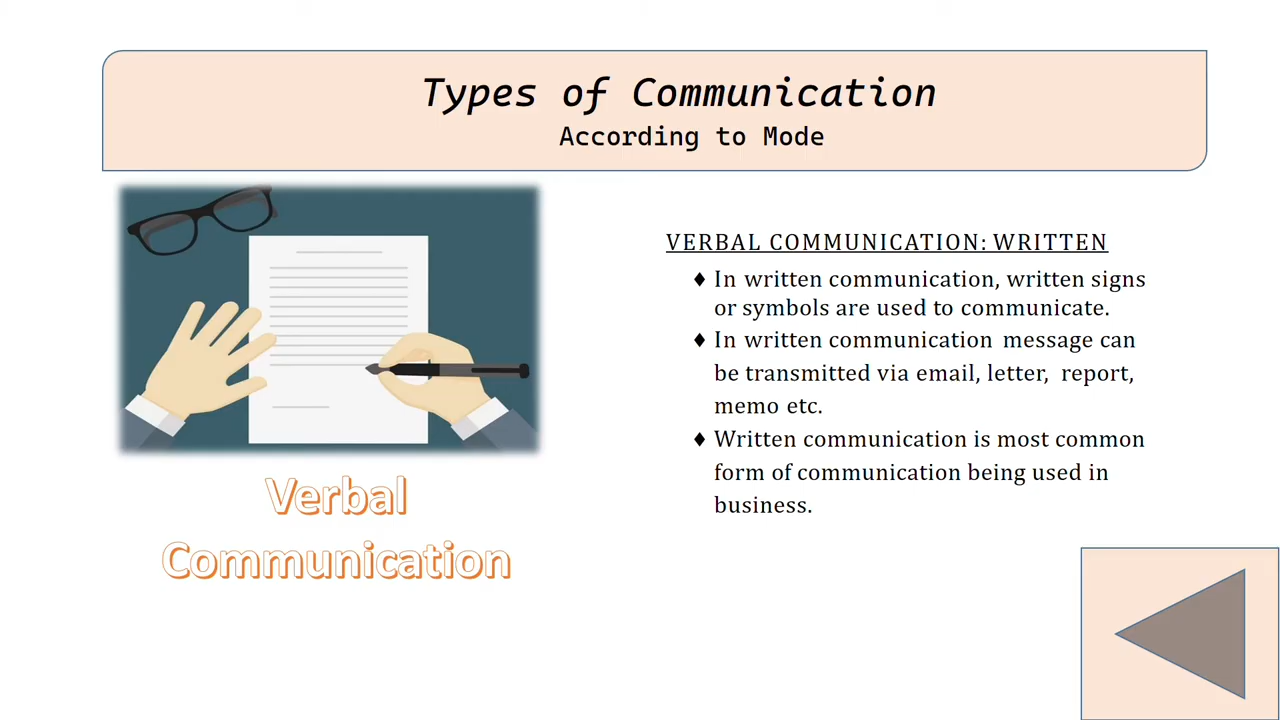 Types of Communication
According to Mode
VERBAL COMMUNICATION: WRITTEN
♦ In written communication, written signs
or symbols are used to communicate.
♦ In written communication message can
be transmitted via email, letter, report,
memo etc.
♦ Written communication is most common
form of communication being used in
business.
Verbal
Communication